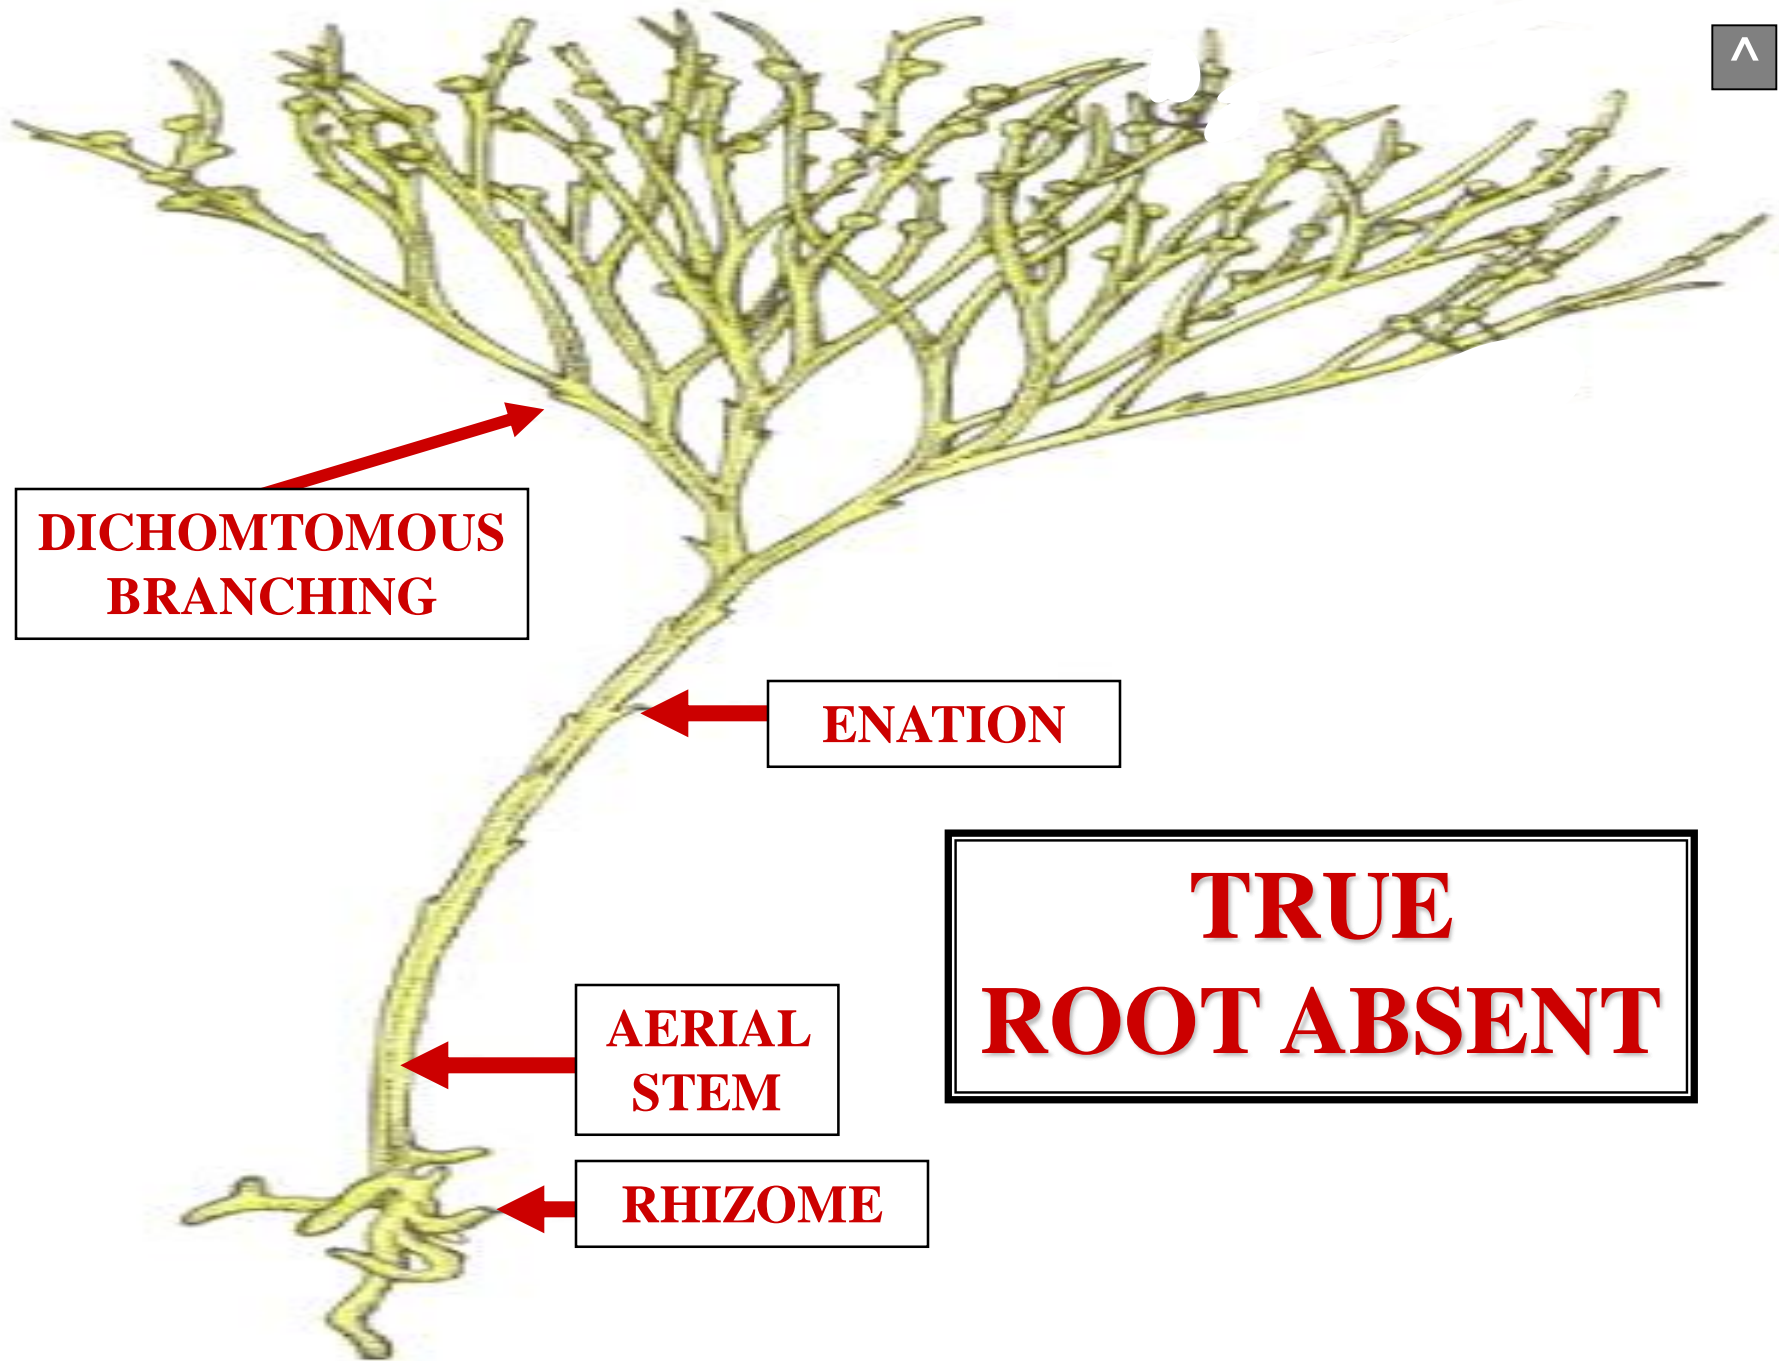 ^
DICHOMTOMOUS
BRANCHING
ENATION
TRUE
ROOT ABSENT
AERIAL
STEM
RHIZOME